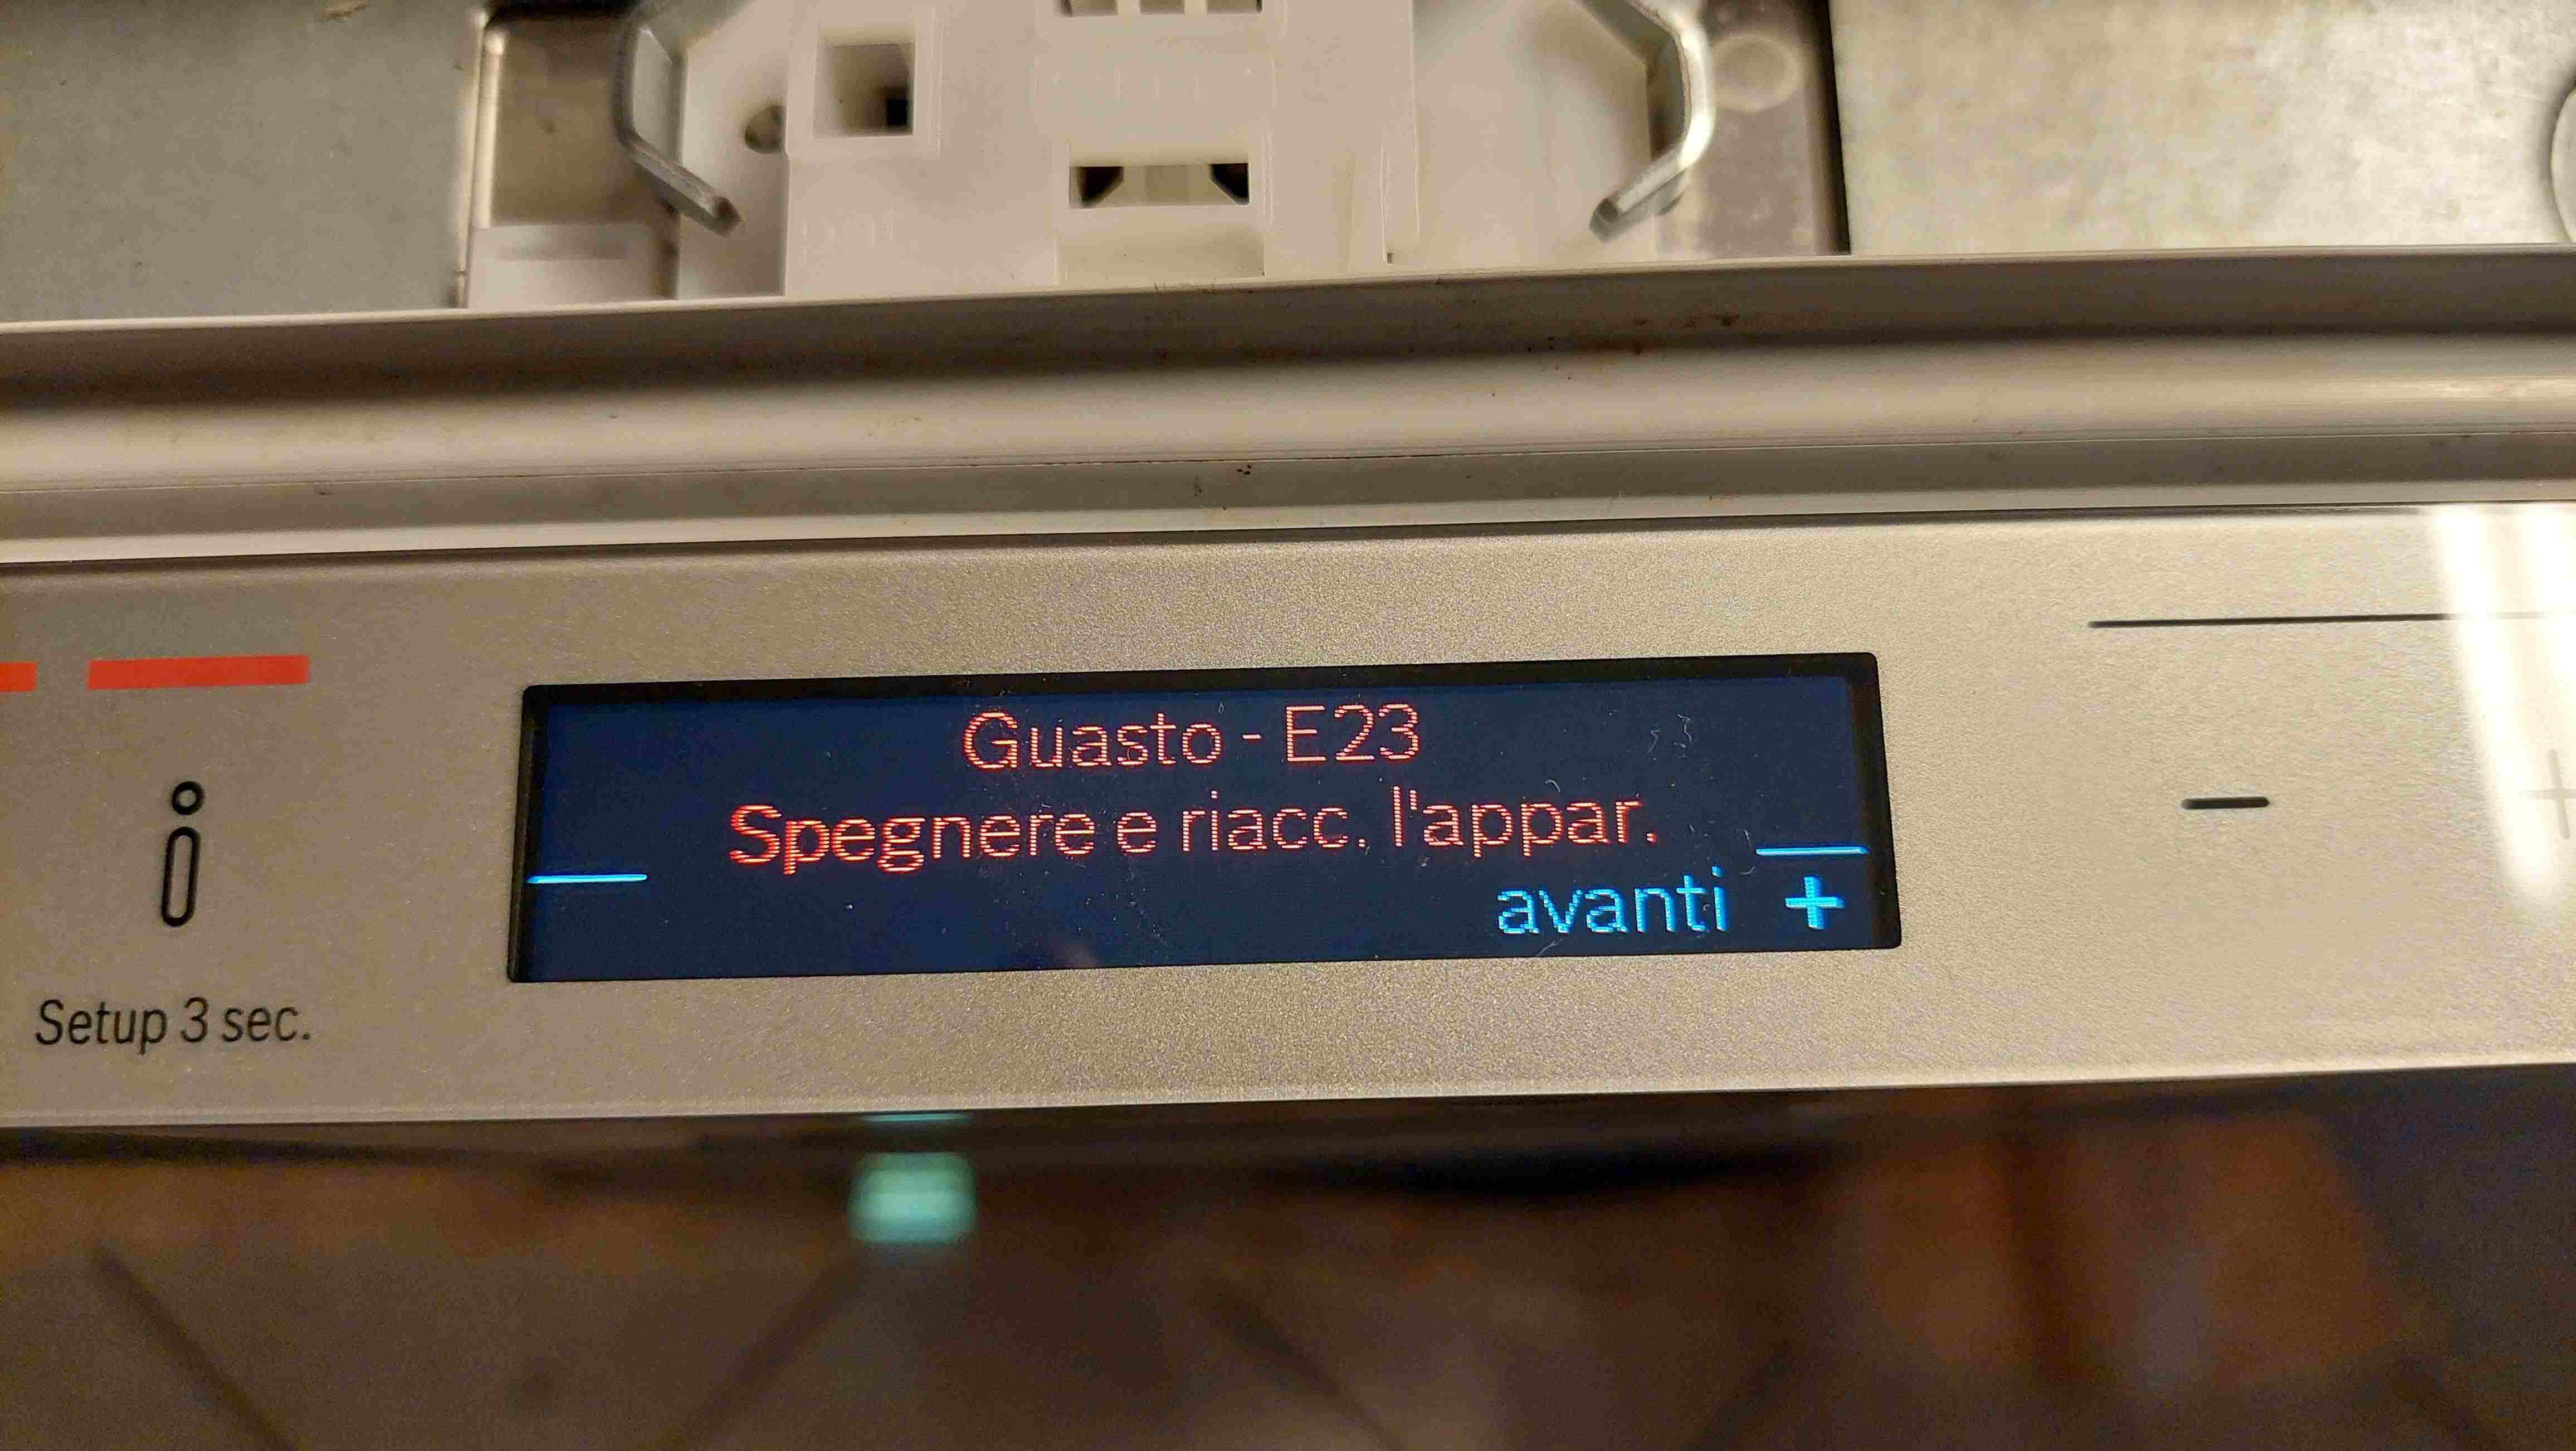 Guasto - E23
Spegnere e riacc. l'appar.
avanti +
i
Setup 3 sec.
- +